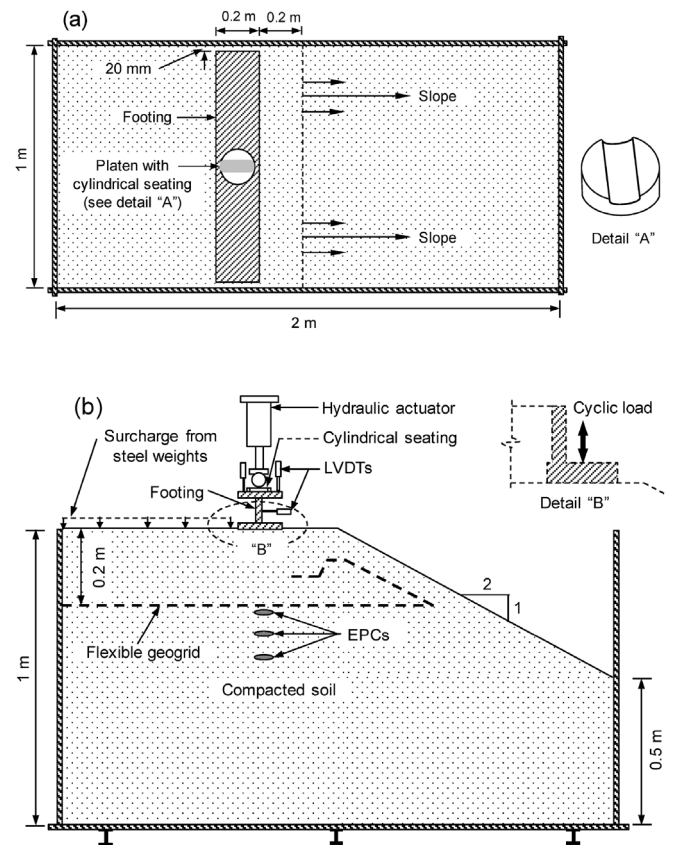 (a)
0.2 m
0.2 m
20 mm
Slope
Footing
1 m
Platen with
cylindrical seating
(see detail “A”)
Slope
Detail “A”
2 m
(b)
Hydraulic actuator
Cyclic load
Surcharge from
steel weights
Cylindrical seating
LVDTs
Footing
Detail “B”
“B”
0.2 m
2
1
EPCs
Flexible geogrid
1 m
Compacted soil
0.5 m